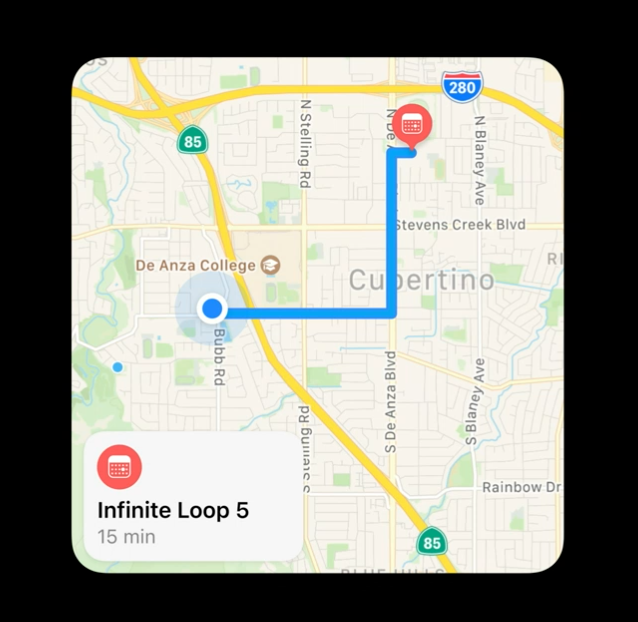 280
85
N Stelling Rd
N De A
N Blaney Ave
Stevens Creek Blvd
De Anza College
Cupertino
RI
Bubb Rd
S De Anza Blvd
S Blaney Ave
S Stelling Rd
Infinite Loop 5
15 min
Rainbow Dr
85